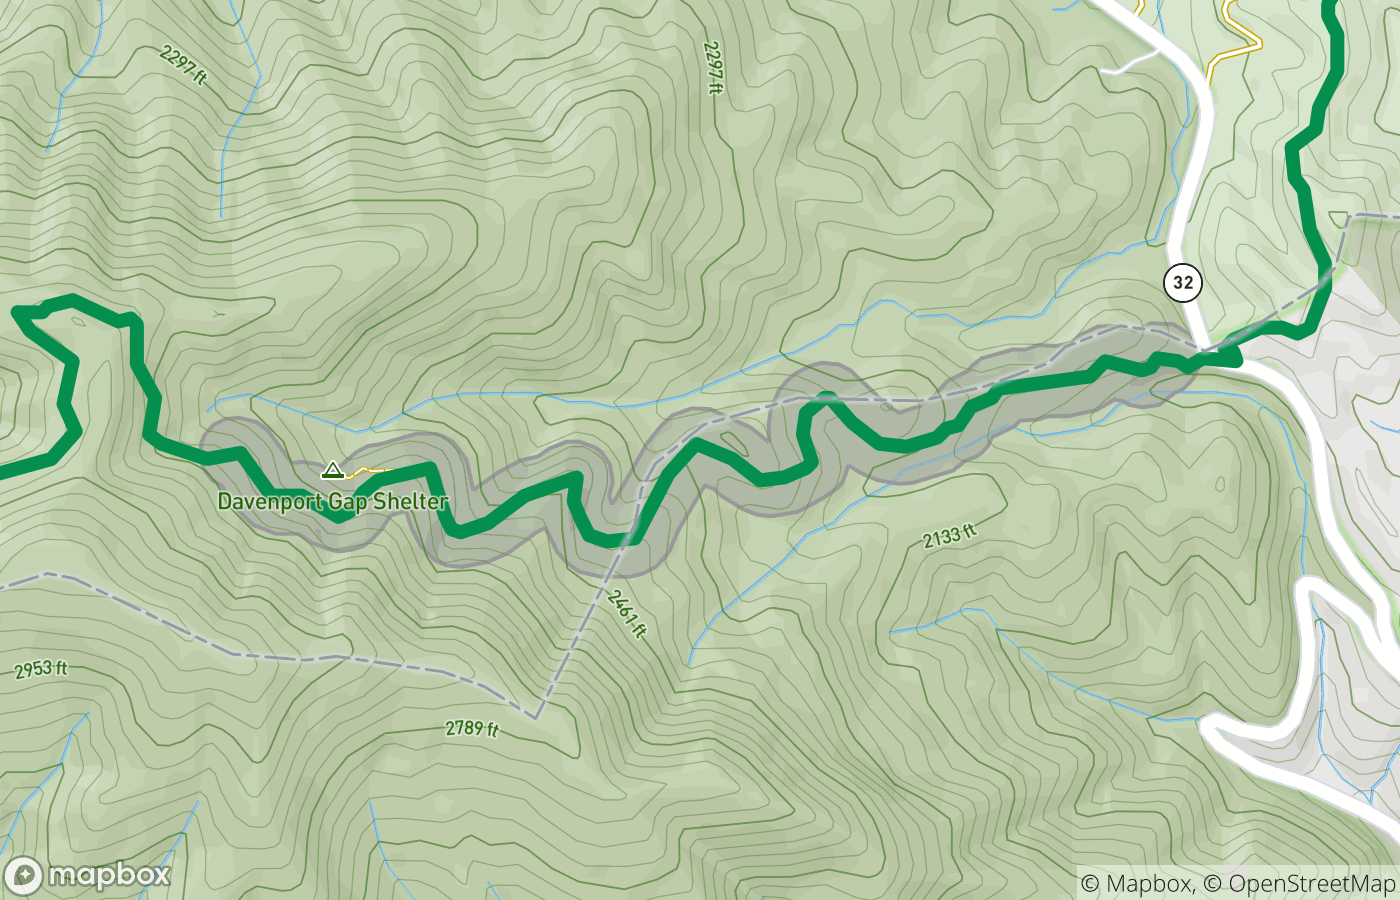 2297 ft
2297 ft
32
Davenport Gap Shelter
2133 ft
2461 ft
2953 ft
2789 ft
mapbox
© Mapbox, © OpenStreetMap